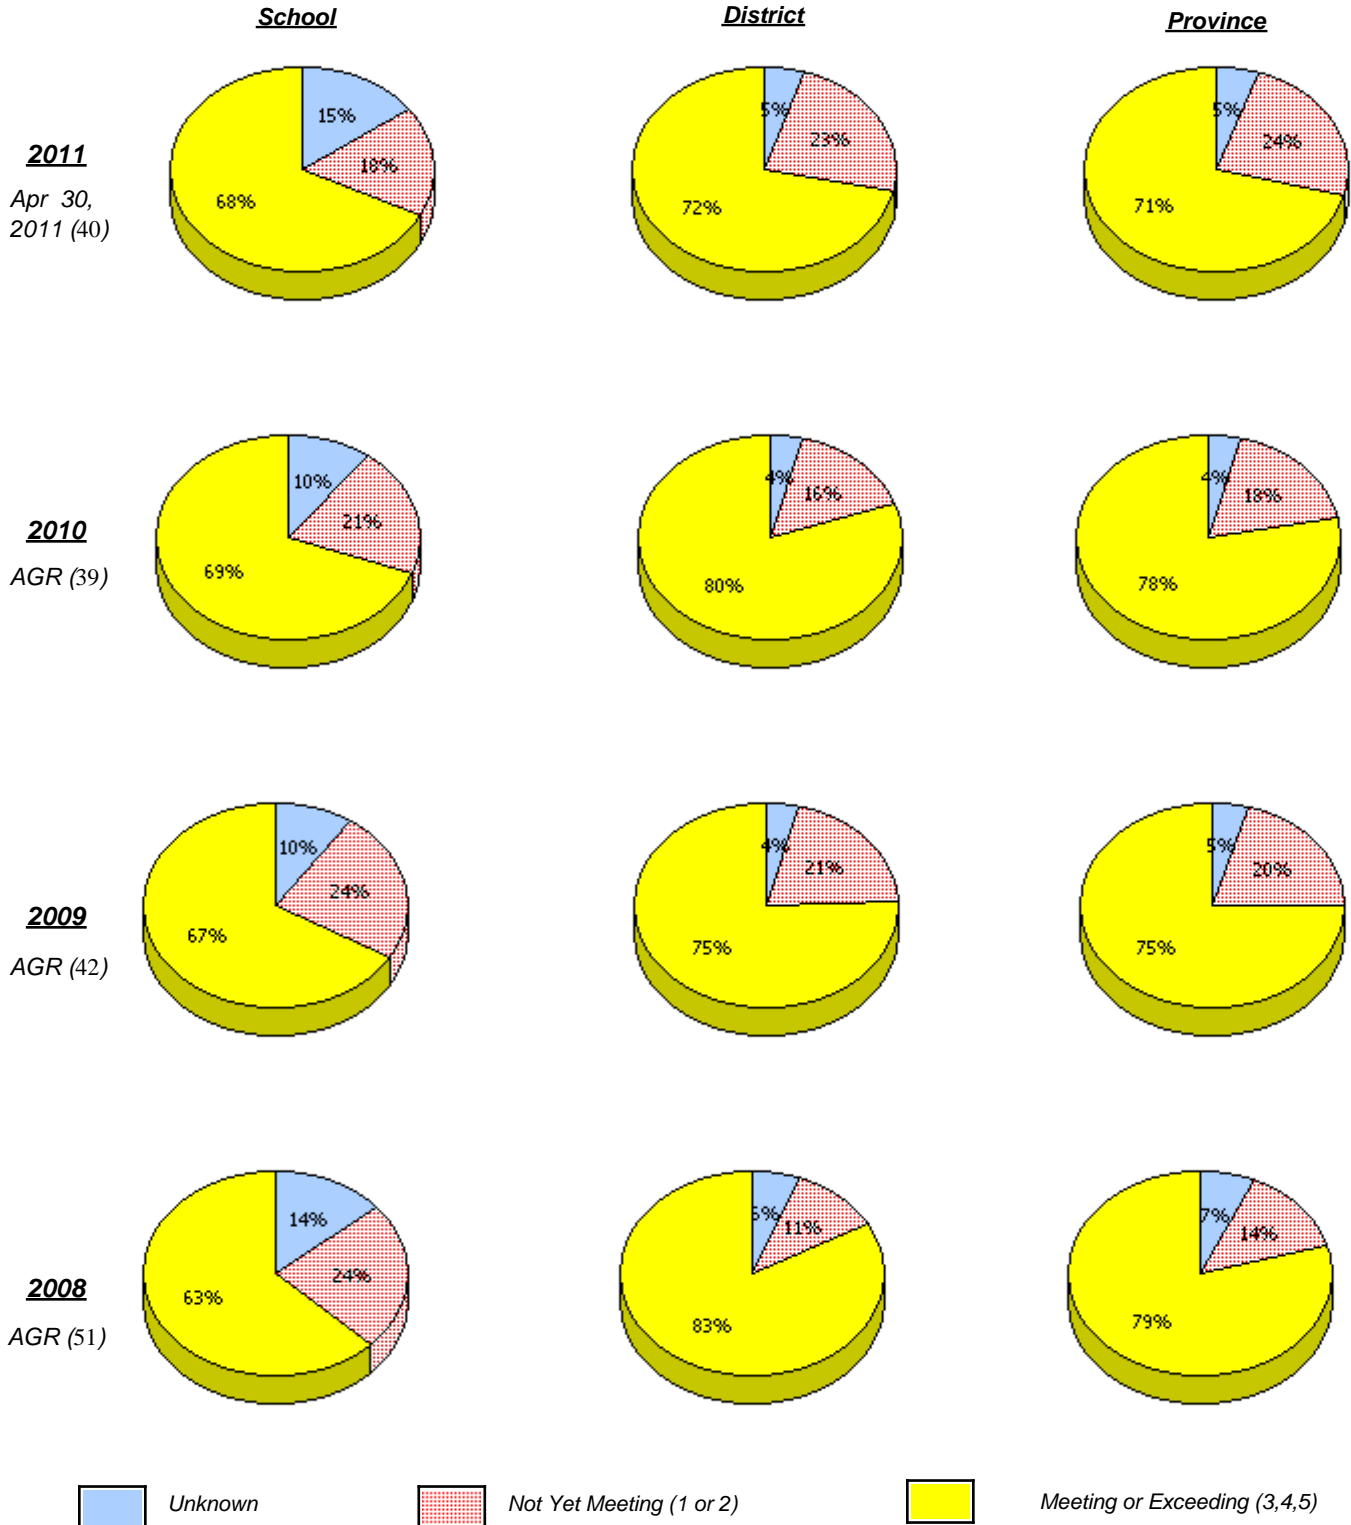 School District Province
15% 5% 5%
2011 18% 23% 24%
Apr 30, 68% 72% 71%
2011 (40)
10% 4% 4%
2010 21% 16% 18%
AGR (39) 69% 80% 78%
10% 4% 5%
2009 24% 21% 20%
AGR (42) 67% 75% 75%
14% 7%
2008 24% 11% 14%
AGR (51) 63% 83% 79%
Unknown Not Yet Meeting (1 or 2) Meeting or Exceeding (3,4,5)